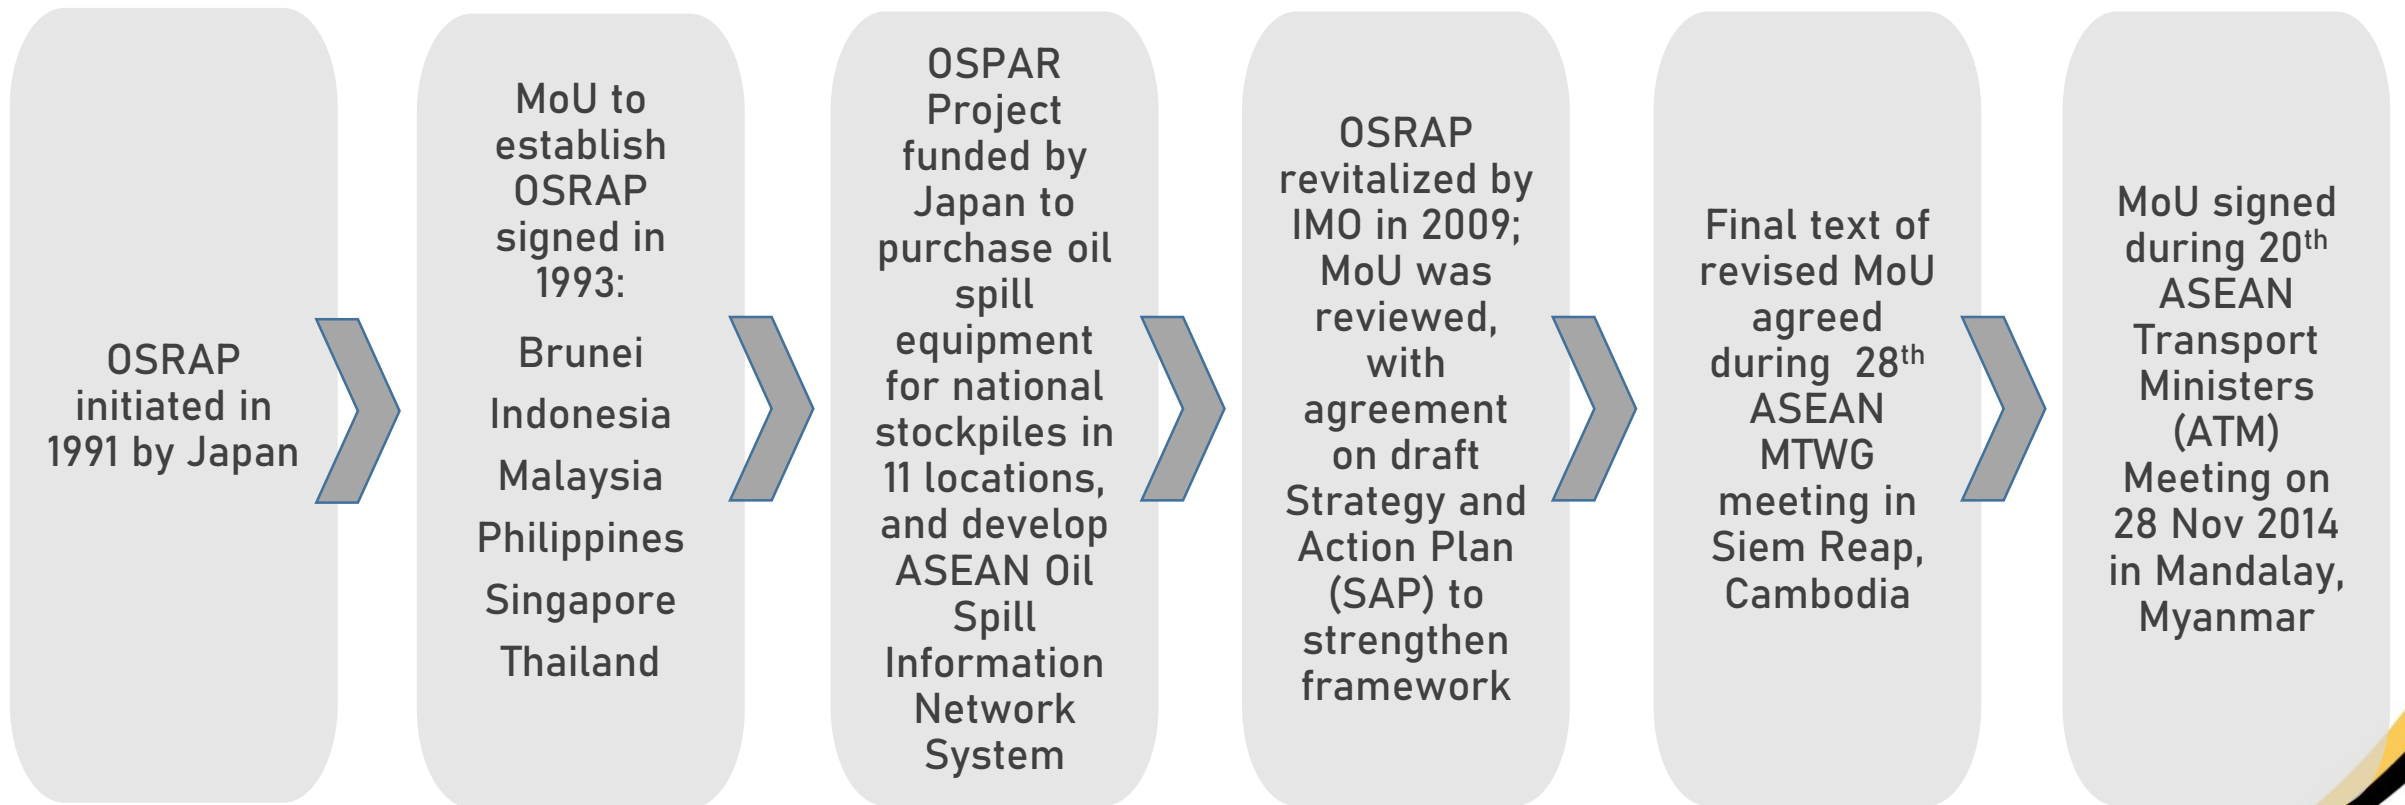 OSRAP
initiated in
1991 by Japan
MoU to
establish
OSRAP
signed in
1993:
Brunei
Indonesia
Malaysia
Philippines
Singapore
Thailand
OSPAR
Project
funded by
Japan to
purchase oil
spill
equipment
for national
stockpiles in
11 locations,
and develop
ASEAN Oil
Spill
Information
Network
System
OSRAP
revitalized by
IMO in 2009;
MoU was
reviewed,
with
agreement
on draft
Strategy and
Action Plan
(SAP) to
strengthen
framework
Final text of
revised MoU
agreed
during 28th
ASEAN
MTWG
meeting in
Siem Reap,
Cambodia
MoU signed
during 20th
ASEAN
Transport
Ministers
(ATM)
Meeting on
28 Nov 2014
in Mandalay,
Myanmar